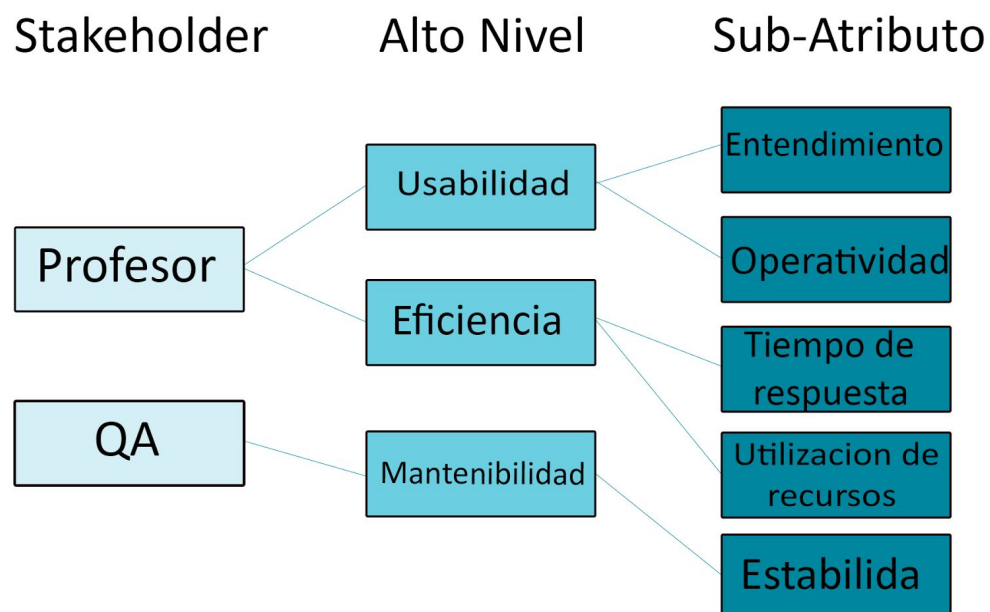 Stakeholder
Alto Nivel
Sub-Atributo
Profesor
QA
Usabilidad
Eficiencia
Mantenibilidad
Entendimiento
Operatividad
Tiempo de
respuesta
Utilizacion de
recursos
Estabilida